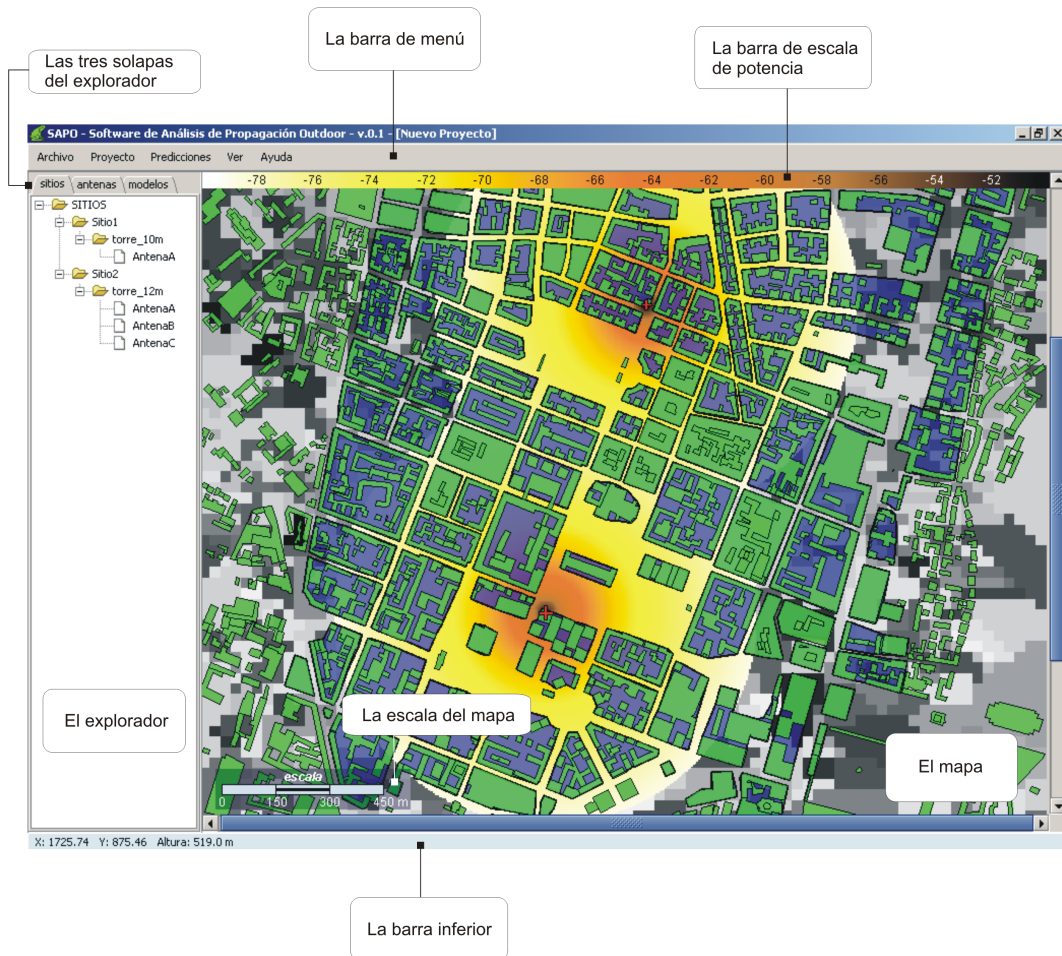 La barra de menú
La barra de escala
de potencia
Las tres solapas
del explorador
SAPO - Software de Análisis de Propagación Outdoor - v.0.1 - [Nuevo Proyecto]
Archivo Proyecto Predicciones Ver Ayuda
sitios antenas modelos
-78 -76 -74 -72 -70 -68 -66 -64 -62 -60 -58 -56 -54 -52
SITIOS
Sitio1
torre_10m
AntenaA
Sitio2
torre_12m
AntenaA
AntenaB
AntenaC
El explorador
La escala del mapa
El mapa
escala
0 150 300 450 m
X: 1725.74 Y: 875.46 Altura: 519.0 m
La barra inferior